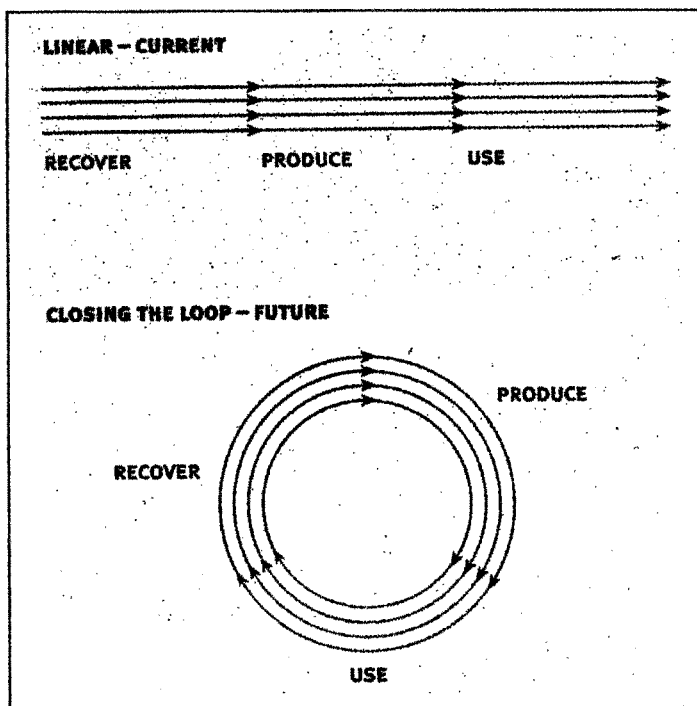 LINEAR – CURRENT
RECOVER PRODUCE USE
CLOSING THE LOOP – FUTURE
PRODUCE
RECOVER
USE